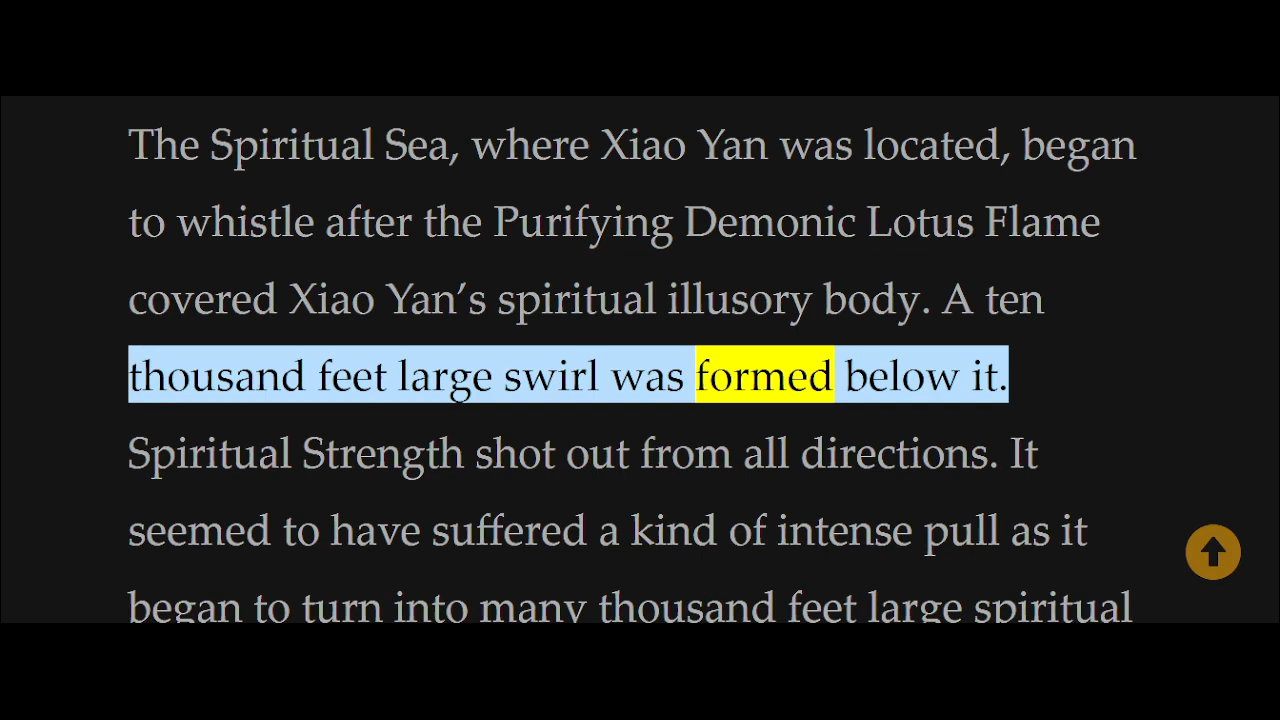 The Spiritual Sea, where Xiao Yan was located, began
to whistle after the Purifying Demonic Lotus Flame
covered Xiao Yan’s spiritual illusory body. A ten
thousand feet large swirl was formed below it.
Spiritual Strength shot out from all directions. It
seemed to have suffered a kind of intense pull as it
began to turn into many thousand feet large spiritual